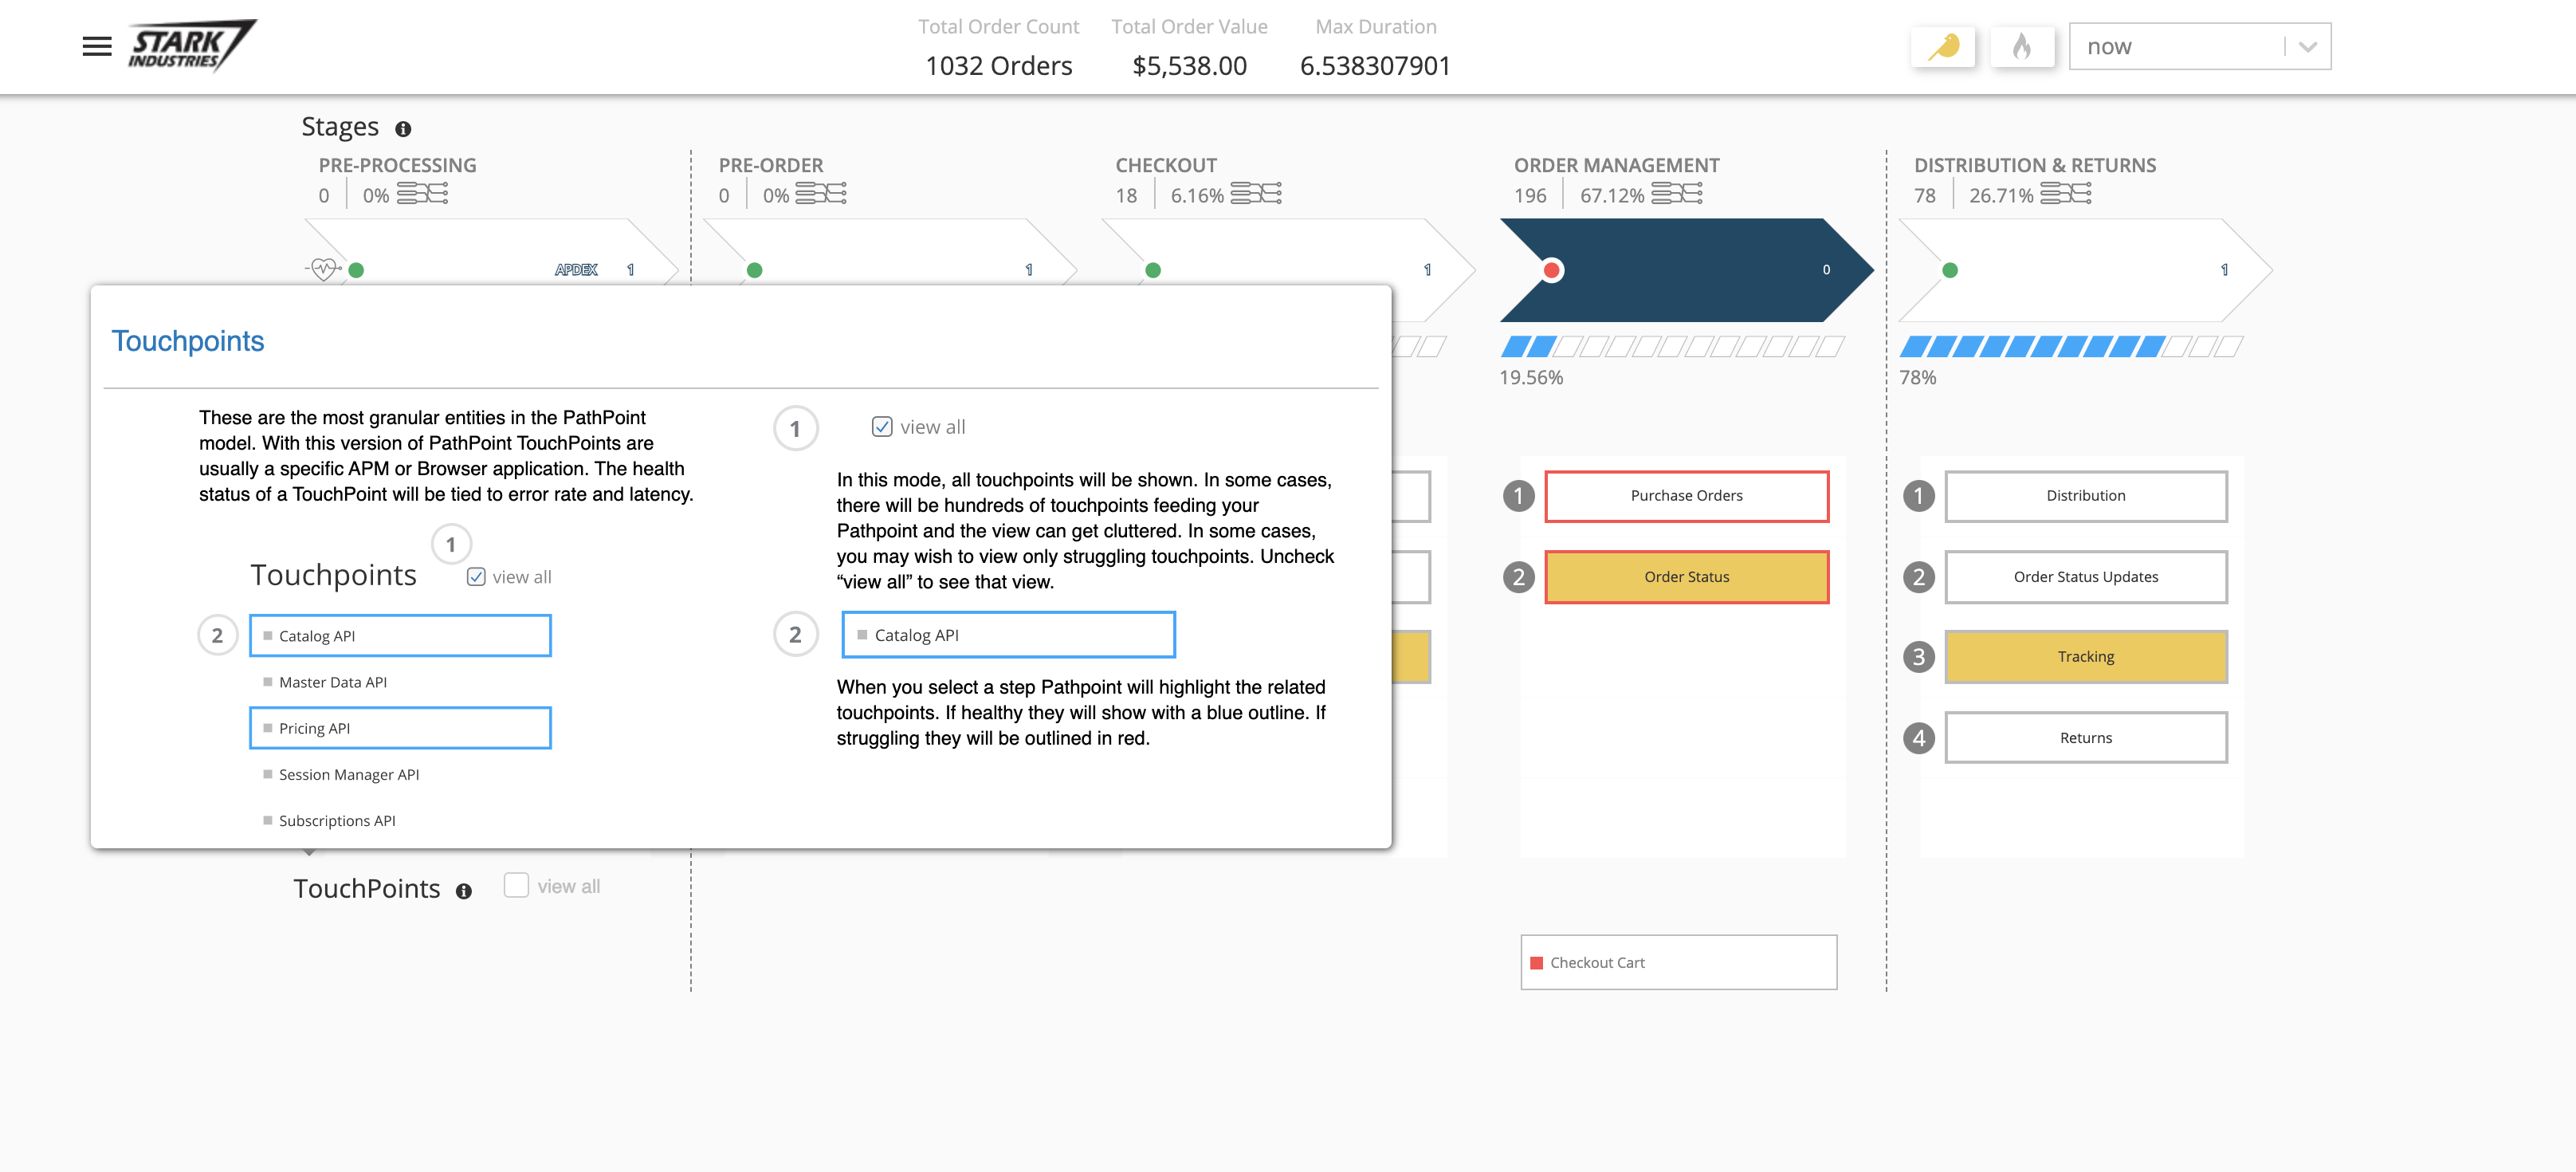 STARK
INDUSTRIES
Total Order Count
1032 Orders
Total Order Value
$5,538.00
Max Duration
6.538307901
now
Stages
PRE-PROCESSING
0 0%
PRE-ORDER
0 0%
CHECKOUT
18 6.16%
ORDER MANAGEMENT
196 67.12%
DISTRIBUTION & RETURNS
78 26.71%
APDEX 1
1
1
0
1
19.56%
78%
Touchpoints
These are the most granular entities in the PathPoint
model. With this version of PathPoint TouchPoints are
usually a specific APM or Browser application. The health
status of a TouchPoint will be tied to error rate and latency.
1
Touchpoints
view all
2
Catalog API
Master Data API
Pricing API
Session Manager API
Subscriptions API
1
view all
In this mode, all touchpoints will be shown. In some cases,
there will be hundreds of touchpoints feeding your
Pathpoint and the view can get cluttered. In some cases,
you may wish to view only struggling touchpoints. Uncheck
“view all” to see that view.
2
Catalog API
When you select a step Pathpoint will highlight the related
touchpoints. If healthy they will show with a blue outline. If
struggling they will be outlined in red.
1 Purchase Orders
2 Order Status
1 Distribution
2 Order Status Updates
3 Tracking
4 Returns
TouchPoints
view all
Checkout Cart